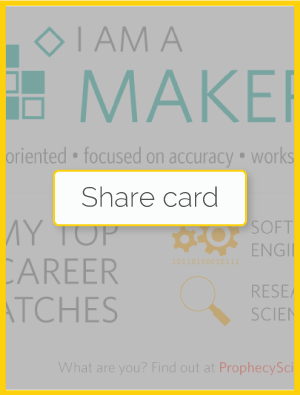 I AM A
MAKER
oriented • focused on accuracy • works
Share card
MY TOP
CAREER
MATCHES
SOFT
ENGI
RESEA
SCIEN
What are you? Find out at ProphecySci